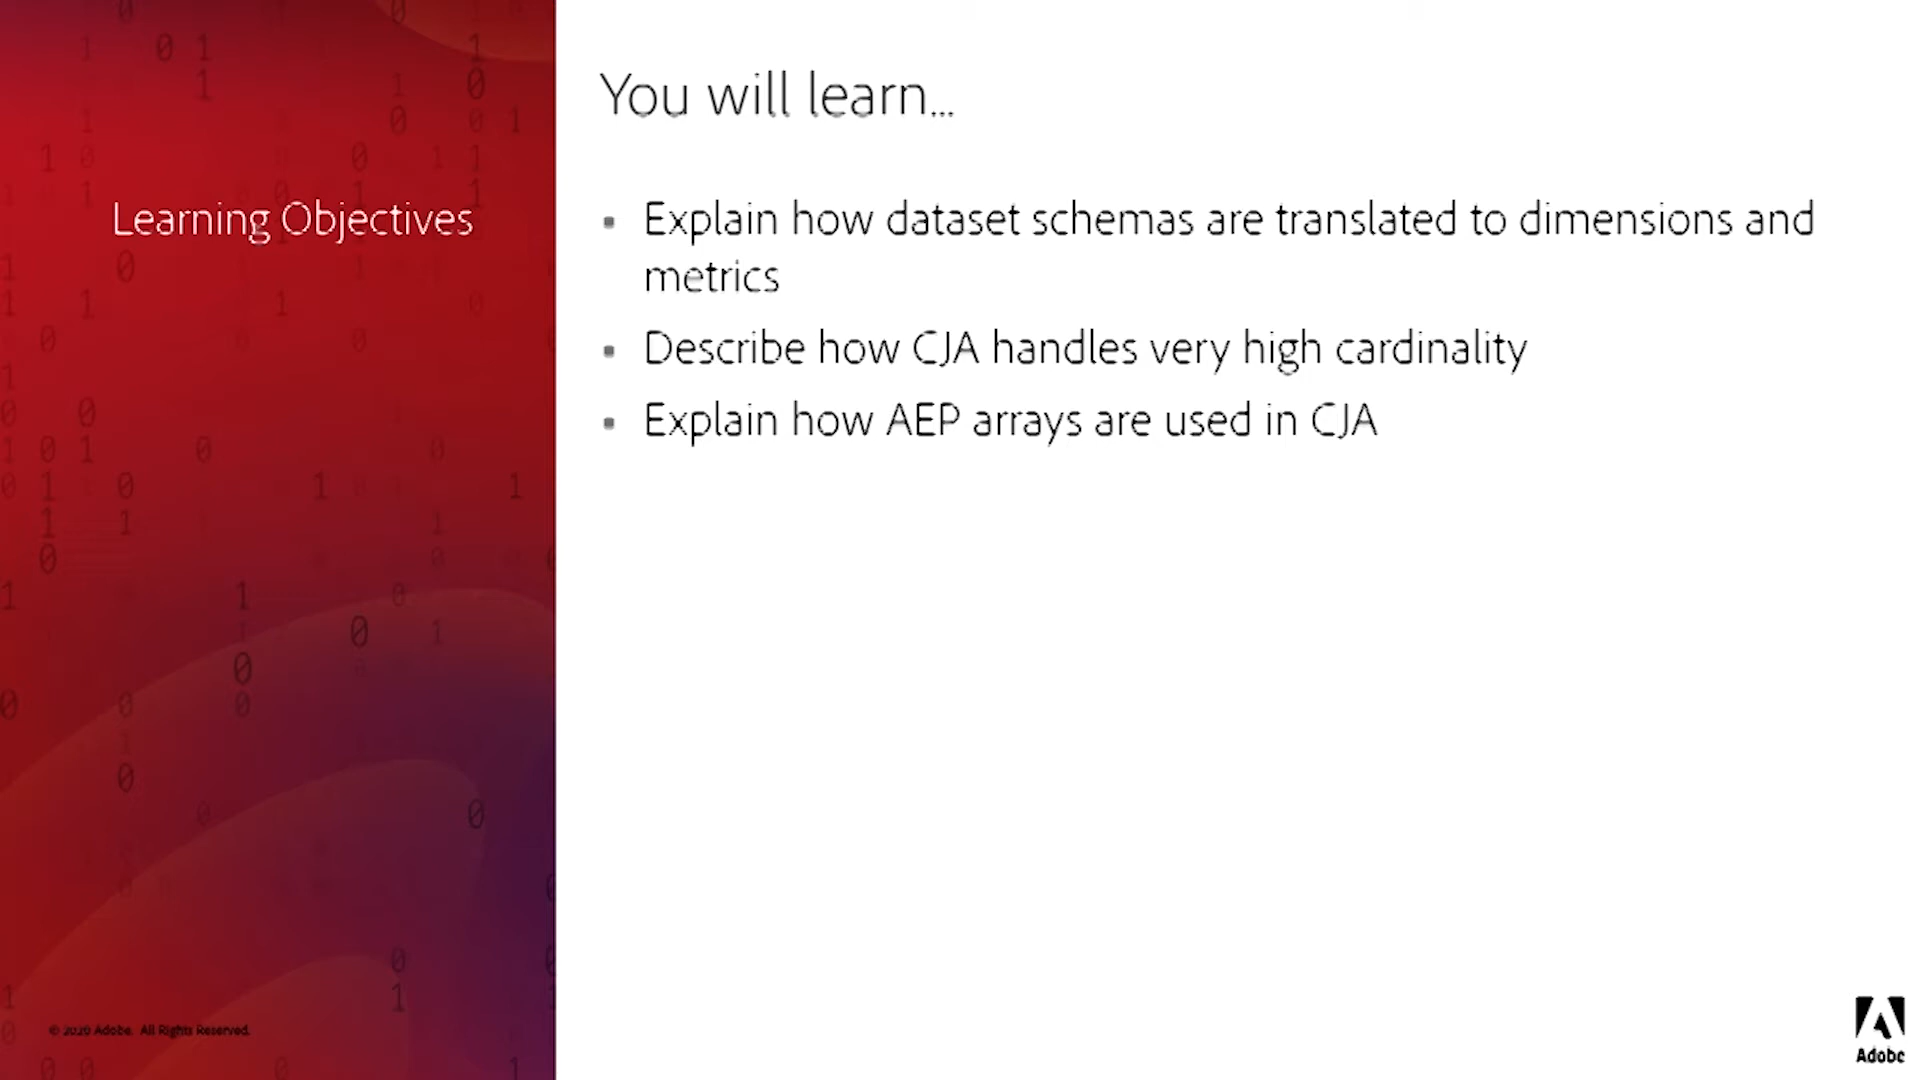 You will learn...
Learning Objectives
Explain how dataset schemas are translated to dimensions and
metrics
Describe how CJA handles very high cardinality
Explain how AEP arrays are used in CJA
Adobe. All Rights Reserved.
Adobe